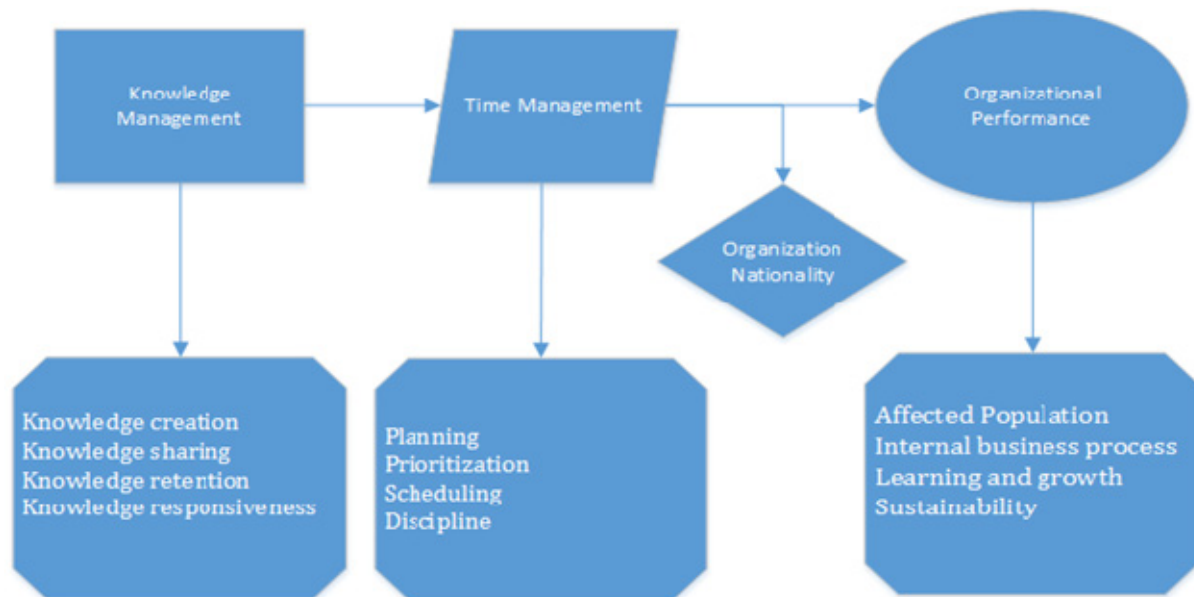 Knowledge
Management
Time Management
Organizational
Performance
Organization
Nationality
Knowledge creation
Knowledge sharing
Knowledge retention
Knowledge responsiveness
Planning
Prioritization
Scheduling
Discipline
Affected Population
Internal business process
Learning and growth
Sustainability